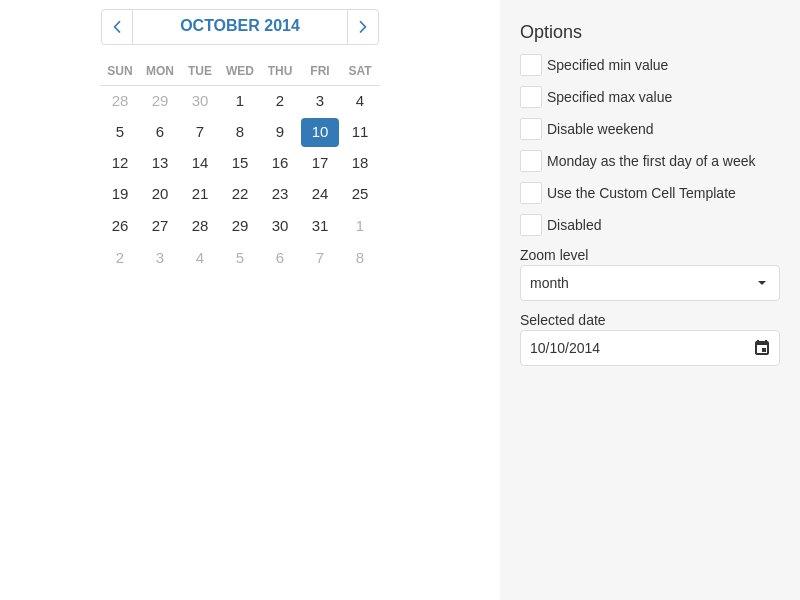 OCTOBER 2014
SUN MON TUE WED THU FRI SAT
28 29 30 1 2 3 4
5 6 7 8 9 10 11
12 13 14 15 16 17 18
19 20 21 22 23 24 25
26 27 28 29 30 31 1
2 3 4 5 6 7 8
Options
Specified min value
Specified max value
Disable weekend
Monday as the first day of a week
Use the Custom Cell Template
Disabled
Zoom level
month
Selected date
10/10/2014